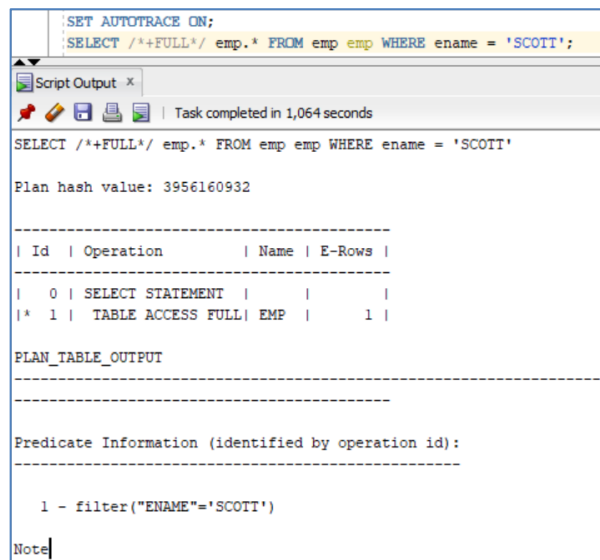 SET AUTOTRACE ON;
SELECT /*+FULL*/ emp.* FROM emp emp WHERE ename = 'SCOTT';
Script Output x
| Task completed in 1,064 seconds
SELECT /*+FULL*/ emp.* FROM emp emp WHERE ename = 'SCOTT'
Plan hash value: 3956160932
-------------------------------------------
| Id  | Operation         | Name | E-Rows |
-------------------------------------------
|   0 | SELECT STATEMENT  |      |        |
|*  1 |  TABLE ACCESS FULL| EMP  |      1 |
PLAN_TABLE_OUTPUT
--------------------------------------------------------------------
-------------------------------------------
Predicate Information (identified by operation id):
---------------------------------------------------
1 - filter("ENAME"='SCOTT')
Note